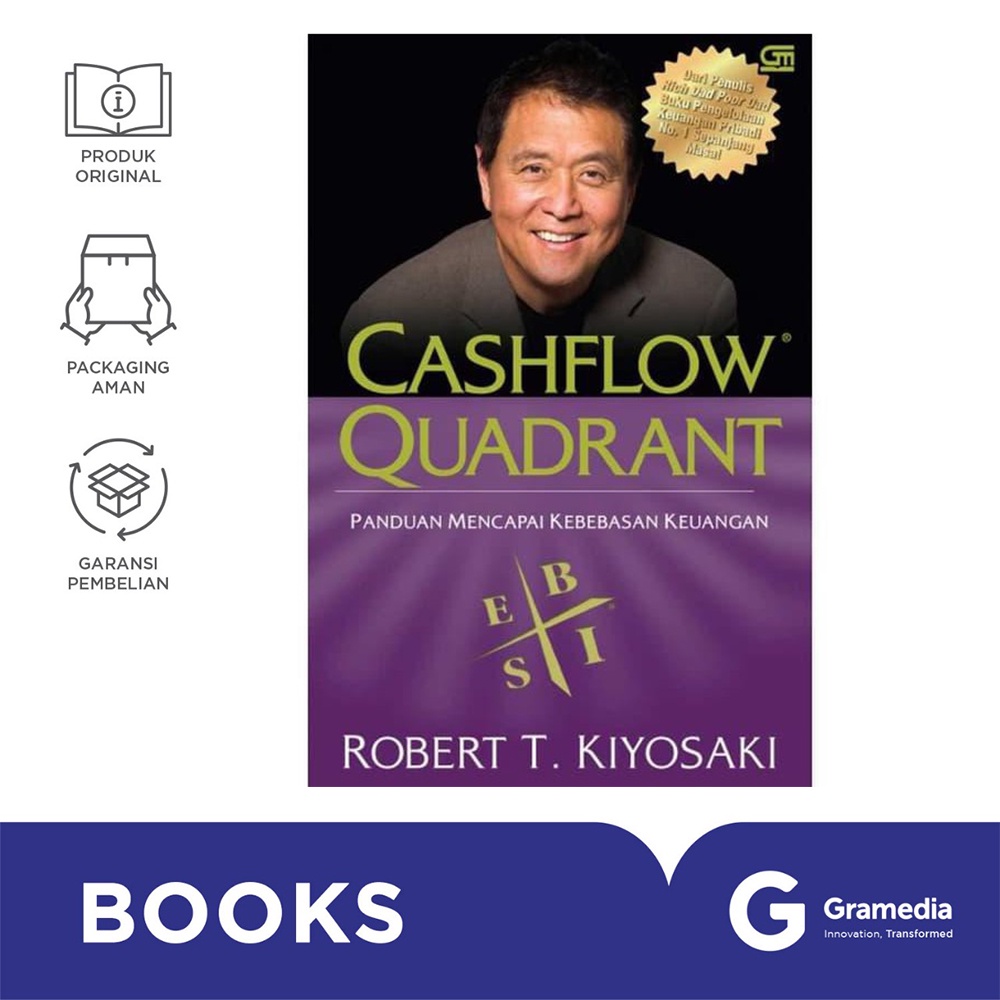 PRODUK
ORIGINAL
PACKAGING
AMAN
GARANSI
PEMBELIAN
GM
Dari Penulis
Rich Dad Poor Dad
Buku Pengelolaan
Keuangan Pribadi
No. 1 Sepanjang
Masa!
CASHFLOW®
QUADRANT
PANDUAN MENCAPAI KEBEBASAN KEUANGAN
E B
S I ®
ROBERT T. KIYOSAKI
BOOKS
G Gramedia
Innovation, Transformed